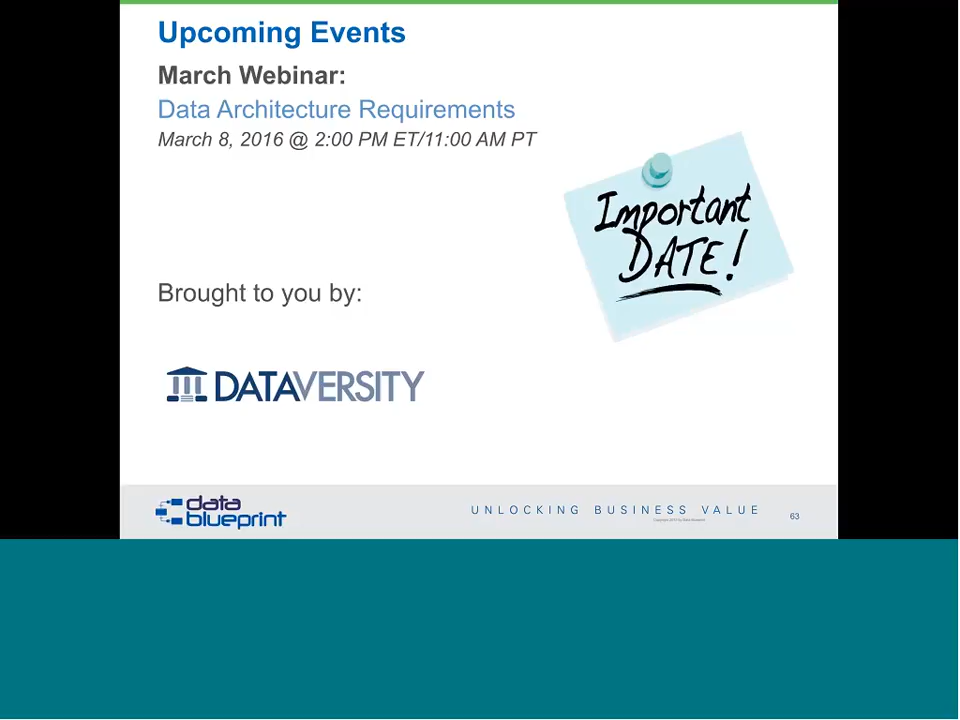 Upcoming Events
March Webinar:
Data Architecture Requirements
March 8, 2016 @ 2:00 PM ET/11:00 AM PT
Important
DATE!
Brought to you by:
DATAVERSITY
data
blueprint
UNLOCKING BUSINESS VALUE
63